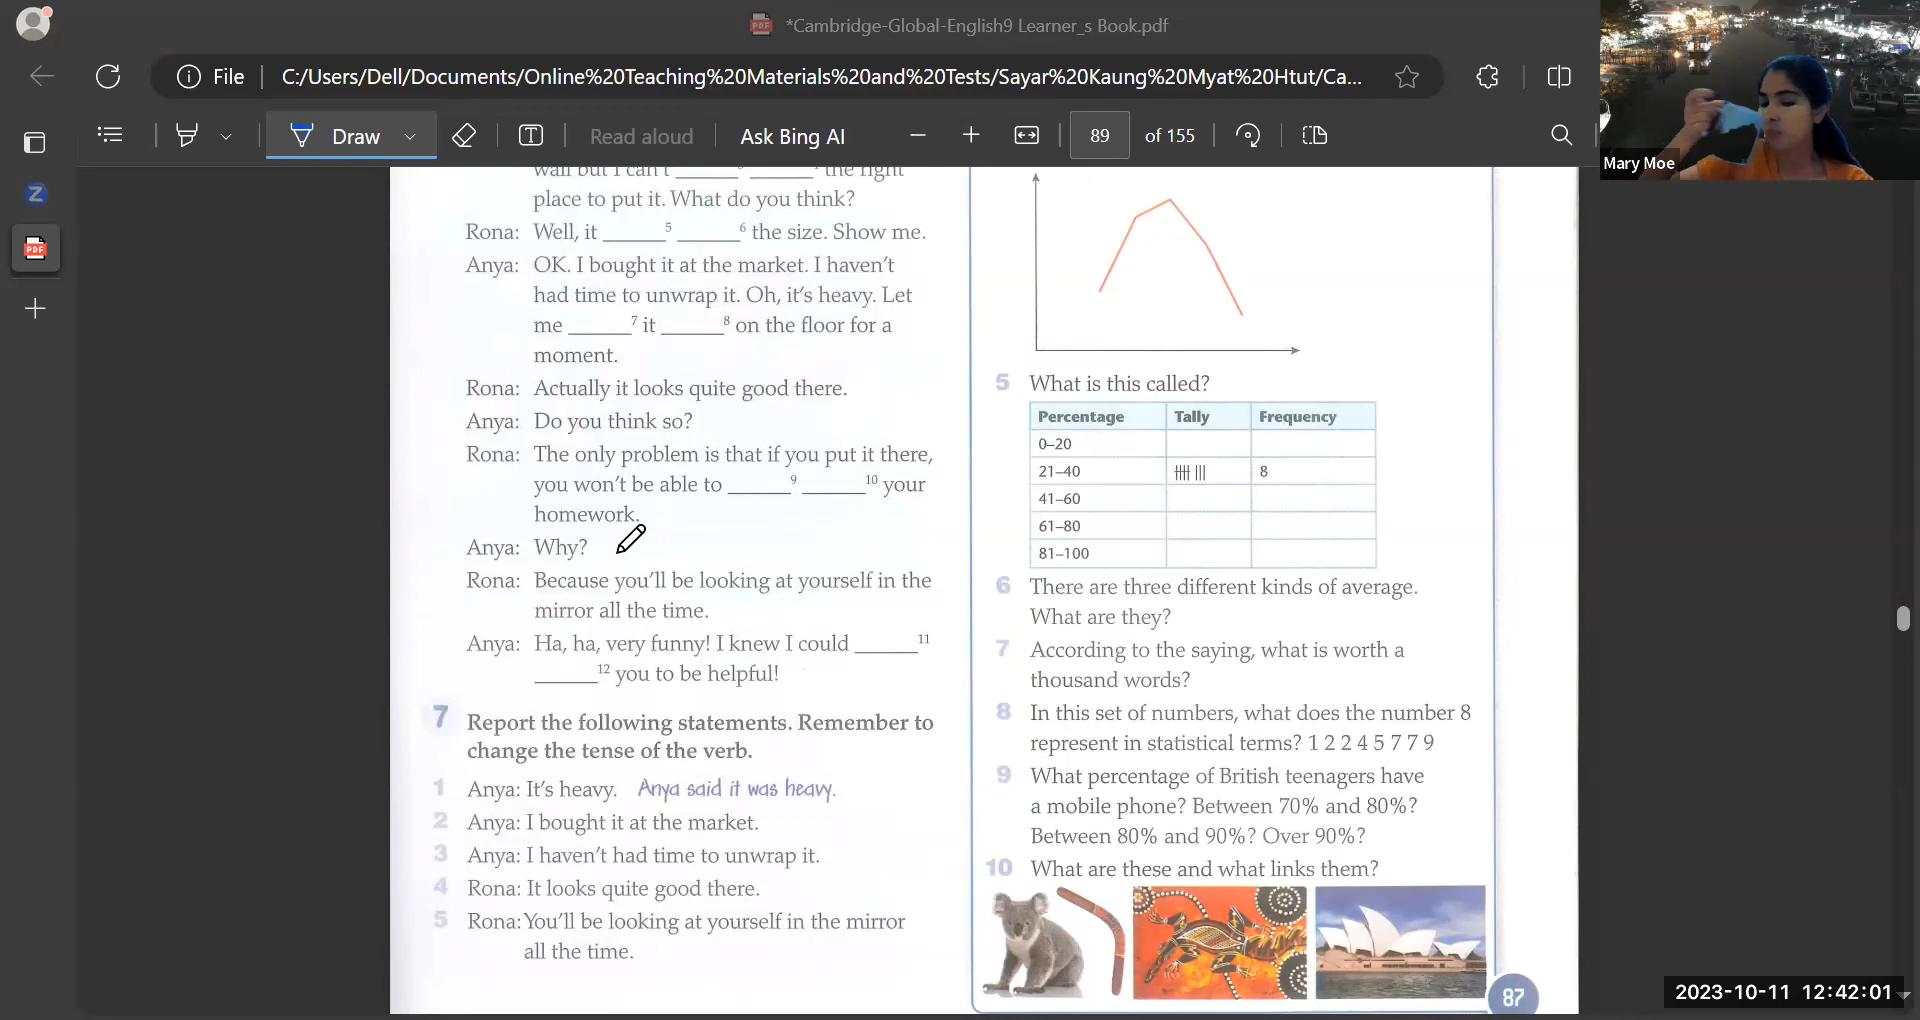 *Cambridge-Global-English9 Learner_s Book.pdf
File
C:/Users/Dell/Documents/Online%20Teaching%20Materials%20and%20Tests/Sayar%20Kaung%20Myat%20Htut/Ca...
Draw
Read aloud
Ask Bing AI
89 of 155
Mary Moe
wall but I can't ______ ______ the right
place to put it. What do you think?
Rona: Well, it ______5 ______6 the size. Show me.
Anya: OK. I bought it at the market. I haven't
had time to unwrap it. Oh, it's heavy. Let
me ______7 it ______8 on the floor for a
moment.
Rona: Actually it looks quite good there.
Anya: Do you think so?
Rona: The only problem is that if you put it there,
you won't be able to ______9 ______10 your
homework.
Anya: Why?
Rona: Because you'll be looking at yourself in the
mirror all the time.
Anya: Ha, ha, very funny! I knew I could ______11
______12 you to be helpful!
7 Report the following statements. Remember to
change the tense of the verb.
1 Anya: It's heavy. Anya said it was heavy.
2 Anya: I bought it at the market.
3 Anya: I haven't had time to unwrap it.
4 Rona: It looks quite good there.
5 Rona: You'll be looking at yourself in the mirror
all the time.
5 What is this called?
Percentage Tally Frequency
0–20
21–40 8
41–60
61–80
81–100
6 There are three different kinds of average.
What are they?
7 According to the saying, what is worth a
thousand words?
8 In this set of numbers, what does the number 8
represent in statistical terms? 1 2 2 4 5 7 7 9
9 What percentage of British teenagers have
a mobile phone? Between 70% and 80%?
Between 80% and 90%? Over 90%?
10 What are these and what links them?
87
2023-10-11 12:42:01